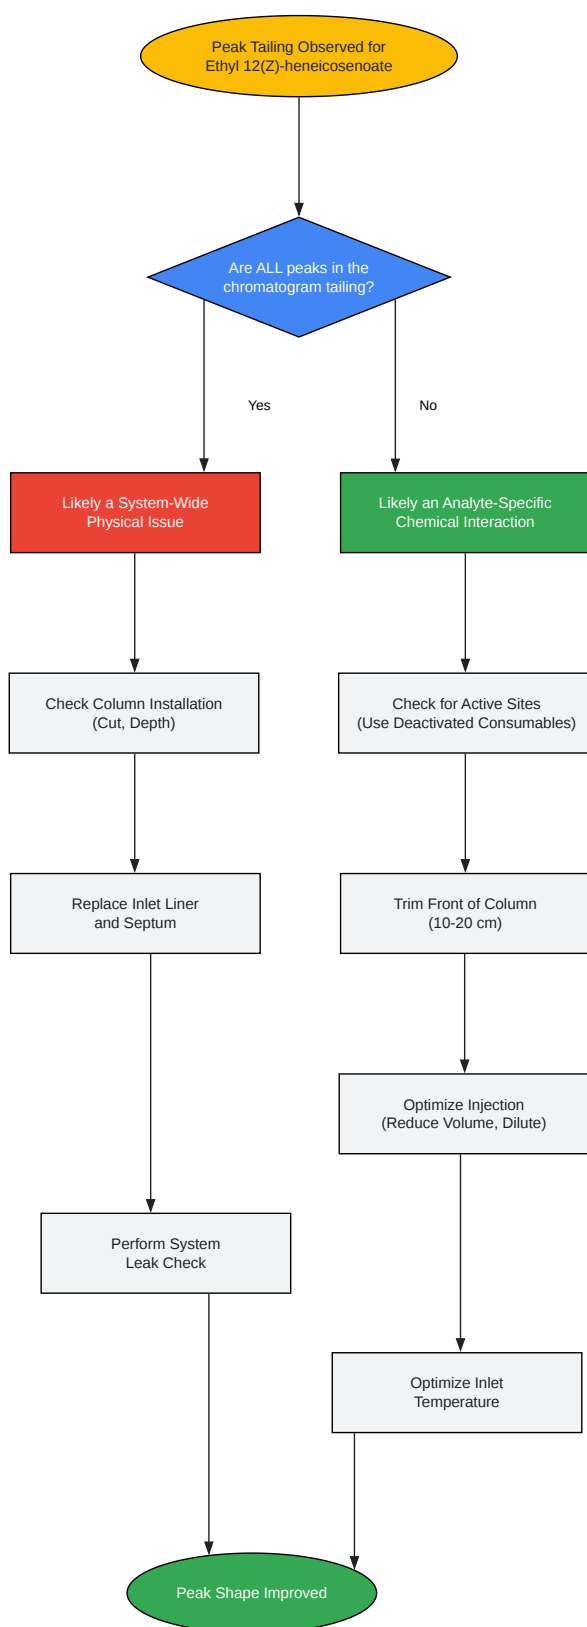 Peak Tailing Observed for
Ethyl 12(Z)-heneicosenoate
Are ALL peaks in the
chromatogram tailing?
Yes
No
Likely a System-Wide
Physical Issue
Likely an Analyte-Specific
Chemical Interaction
Check Column Installation
(Cut, Depth)
Check for Active Sites
(Use Deactivated Consumables)
Replace Inlet Liner
and Septum
Trim Front of Column
(10-20 cm)
Optimize Injection
(Reduce Volume, Dilute)
Perform System
Leak Check
Optimize Inlet
Temperature
Peak Shape Improved